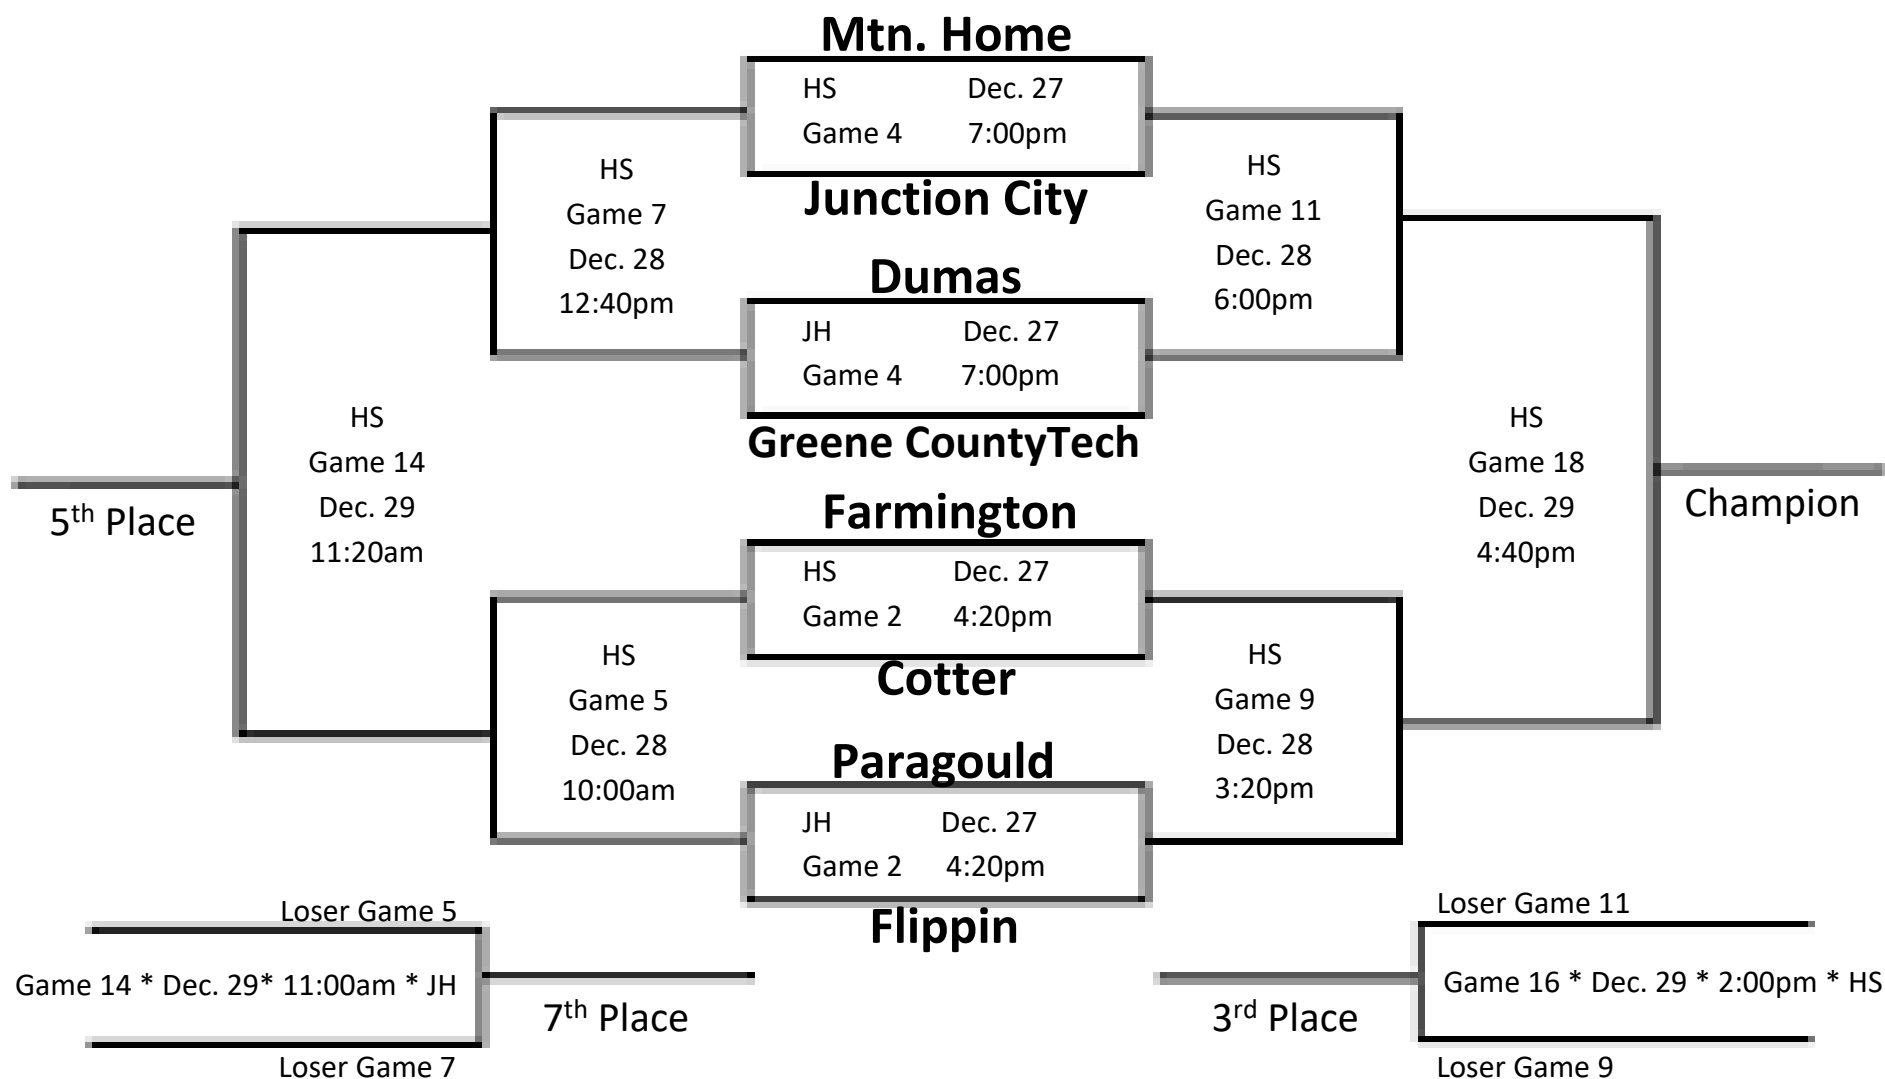 Mtn. Home
HS Dec. 27
Game 4 7:00pm
Junction City
HS
Game 7
Dec. 28
12:40pm
HS
Game 11
Dec. 28
6:00pm
Dumas
JH Dec. 27
Game 4 7:00pm
Greene CountyTech
HS
Game 14
Dec. 29
11:20am
5th Place
HS
Game 18
Dec. 29
4:40pm
Champion
Farmington
HS Dec. 27
Game 2 4:20pm
Cotter
HS
Game 5
Dec. 28
10:00am
HS
Game 9
Dec. 28
3:20pm
Paragould
JH Dec. 27
Game 2 4:20pm
Flippin
Loser Game 5
Game 14 * Dec. 29* 11:00am * JH
Loser Game 7
7th Place
Loser Game 11
Game 16 * Dec. 29 * 2:00pm * HS
Loser Game 9
3rd Place